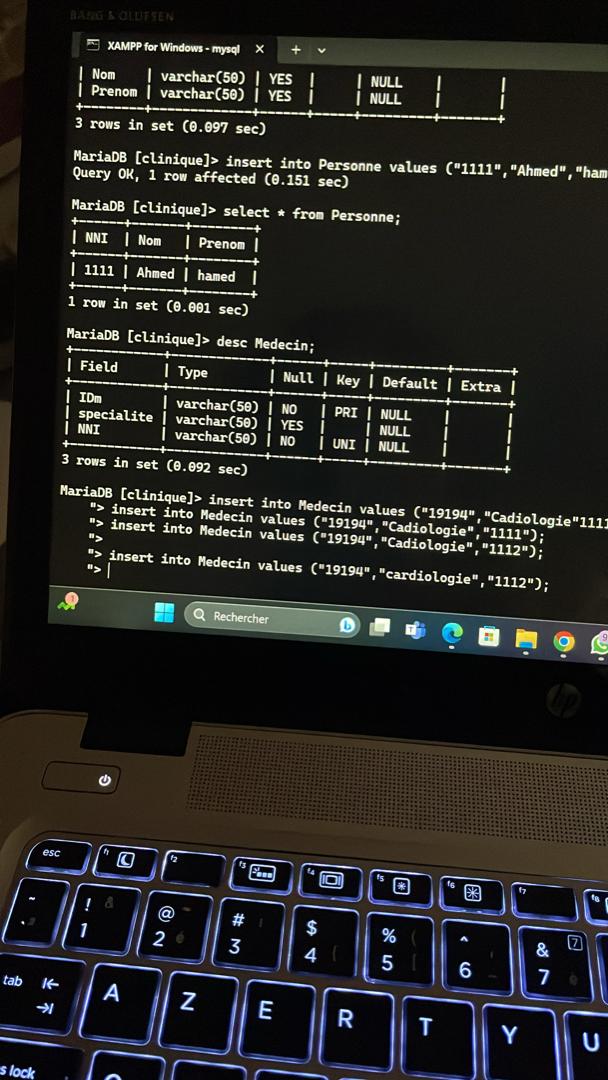 BANG & OLUFSEN
XAMPP for Windows - mysql × + ⌄
| Nom | varchar(50) | YES | | NULL | |
| Prenom | varchar(50) | YES | | NULL | |
3 rows in set (0.097 sec)
MariaDB [clinique]> insert into Personne values ("1111","Ahmed","ham
Query OK, 1 row affected (0.151 sec)
MariaDB [clinique]> select * from Personne;
| NNI | Nom | Prenom |
| 1111 | Ahmed | hamed |
1 row in set (0.001 sec)
MariaDB [clinique]> desc Medecin;
| Field | Type | Null | Key | Default | Extra |
| IDm | varchar(50) | NO | PRI | NULL | |
| specialite | varchar(50) | YES | | NULL | |
| NNI | varchar(50) | NO | UNI | NULL | |
3 rows in set (0.092 sec)
MariaDB [clinique]> insert into Medecin values ("19194","Cadiologie"1111
"> insert into Medecin values ("19194","Cadiologie","1111");
"> insert into Medecin values ("19194","Cadiologie","1112");
">
"> insert into Medecin values ("19194","cardiologie","1112");
">
1
Rechercher
9
hp
esc f1 f2 f3 f4 f5 f6 f7 f8
~ ! 1 @ 2 # 3 $ 4 % 5 ( ^ 6 & 7 7
tab A Z E R T Y U
s lock